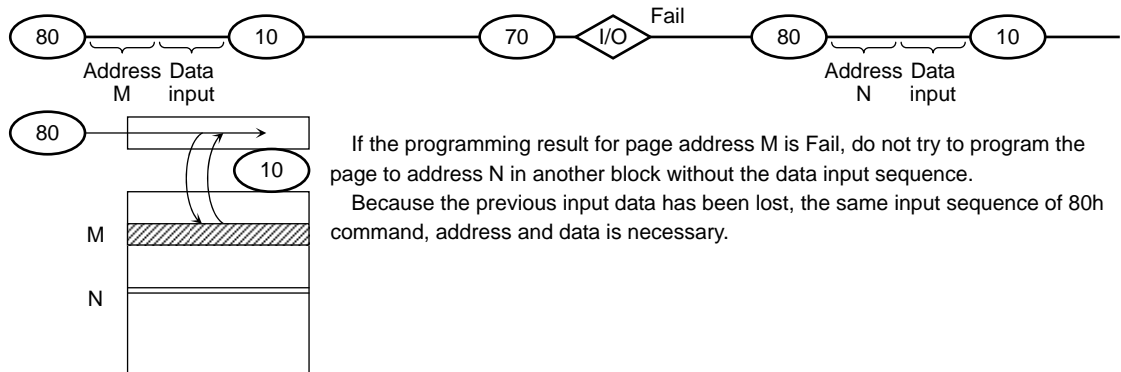 Fail
80 10 70 I/O 80 10
Address Data Address Data
M input N input
80
If the programming result for page address M is Fail, do not try to program the
10
page to address N in another block without the data input sequence.
Because the previous input data has been lost, the same input sequence of 80h
M
command, address and data is necessary.
N